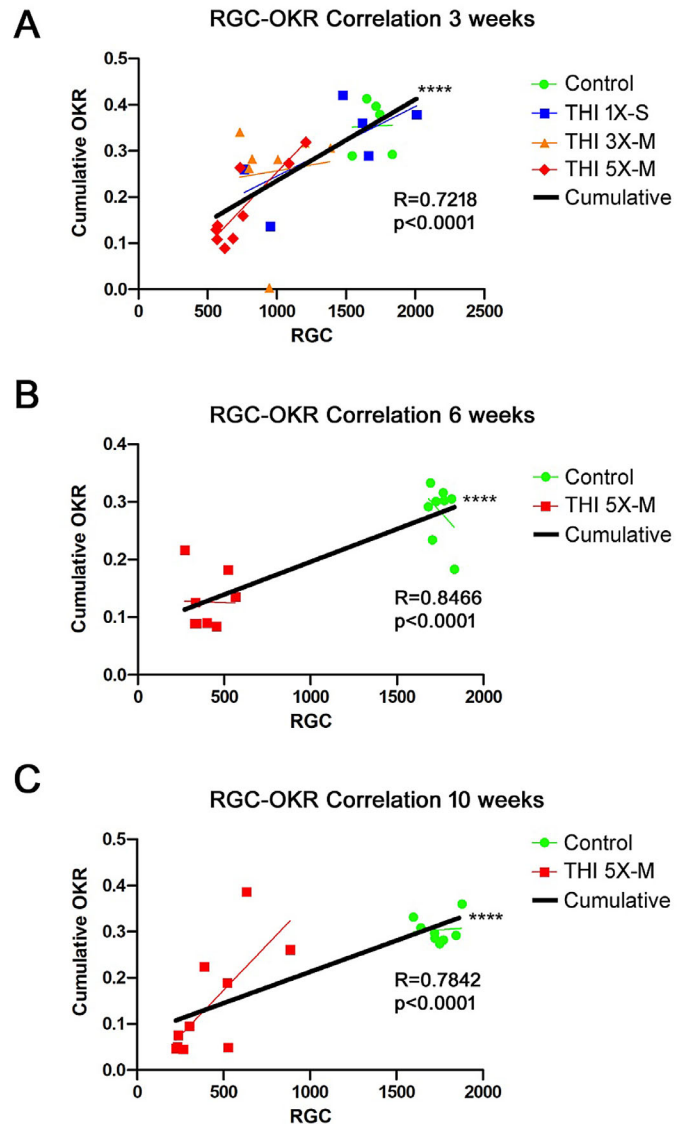 A
RGC-OKR Correlation 3 weeks
Cumulative OKR
0.5
0.4
0.3
0.2
0.1
0.0
0
500
1000
1500
2000
2500
RGC
****
R=0.7218
p<0.0001
Control
THI 1X-S
THI 3X-M
THI 5X-M
Cumulative
B
RGC-OKR Correlation 6 weeks
Cumulative OKR
0.4
0.3
0.2
0.1
0.0
0
500
1000
1500
2000
RGC
****
R=0.8466
p<0.0001
Control
THI 5X-M
Cumulative
C
RGC-OKR Correlation 10 weeks
Cumulative OKR
0.5
0.4
0.3
0.2
0.1
0.0
0
500
1000
1500
2000
RGC
****
R=0.7842
p<0.0001
Control
THI 5X-M
Cumulative